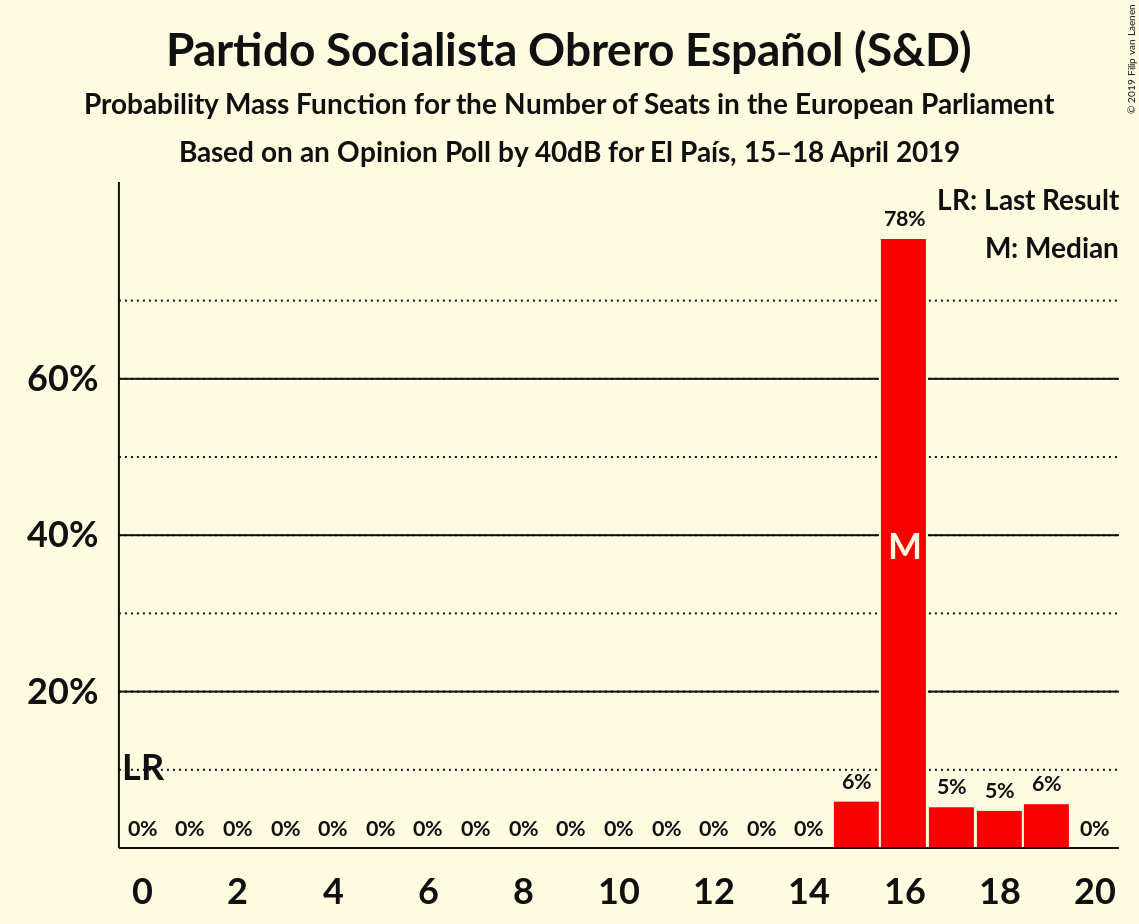 Partido Socialista Obrero Español (S&D)
Probability Mass Function for the Number of Seats in the European Parliament
Based on an Opinion Poll by 40dB for El País, 15–18 April 2019
© 2019 Filip van Laenen
LR: Last Result
M: Median
78%
60%
40%
M
20%
LR
0% 0% 0% 0% 0% 0% 0% 0% 0% 0% 0% 0% 0% 0% 0% 6% 5% 5% 6% 0%
0 2 4 6 8 10 12 14 16 18 20